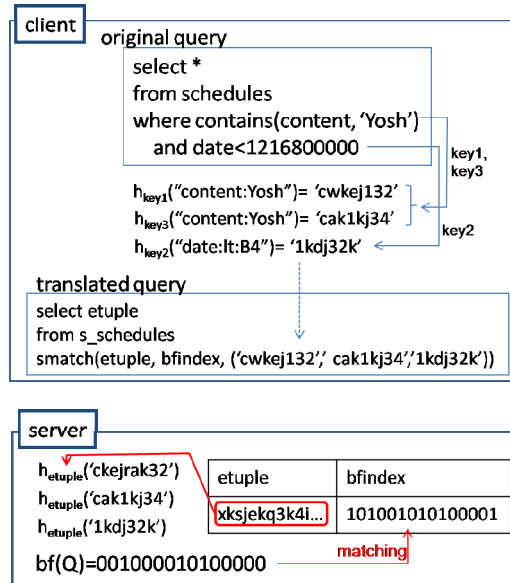 client
original query
select *
from schedules
where contains(content, 'Yosh')
and date<1216800000
key1,
key3
hkey1("content:Yosh")= 'cwkej132'
hkey3("content:Yosh")= 'cak1kj34'
hkey2("date:lt:B4")= '1kdj32k'
key2
translated query
select etuple
from s_schedules
smatch(etuple, bfindex, ('cwkej132',' cak1kj34','1kdj32k'))
server
hetuple('ckejrak32')
hetuple('cak1kj34')
hetuple('1kdj32k')
etuple bfindex
xksjekq3k4i... 101001010100001
bf(Q)=001000010100000
matching